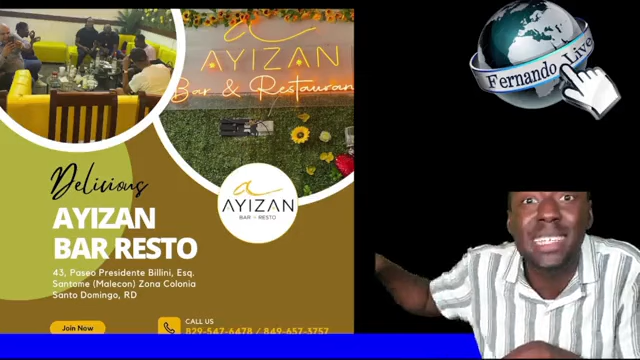 AYIZAN
Bar & Restaurant
Fernando Live
Delicious
AYIZAN
BAR RESTO
AYIZAN
BAR - RESTO
43, Paseo Presidente Billini, Esq.
Santome (Malecon) Zona Colonia
Santo Domingo, RD
Join Now
CALL US
829-547-6478 / 849-657-3757